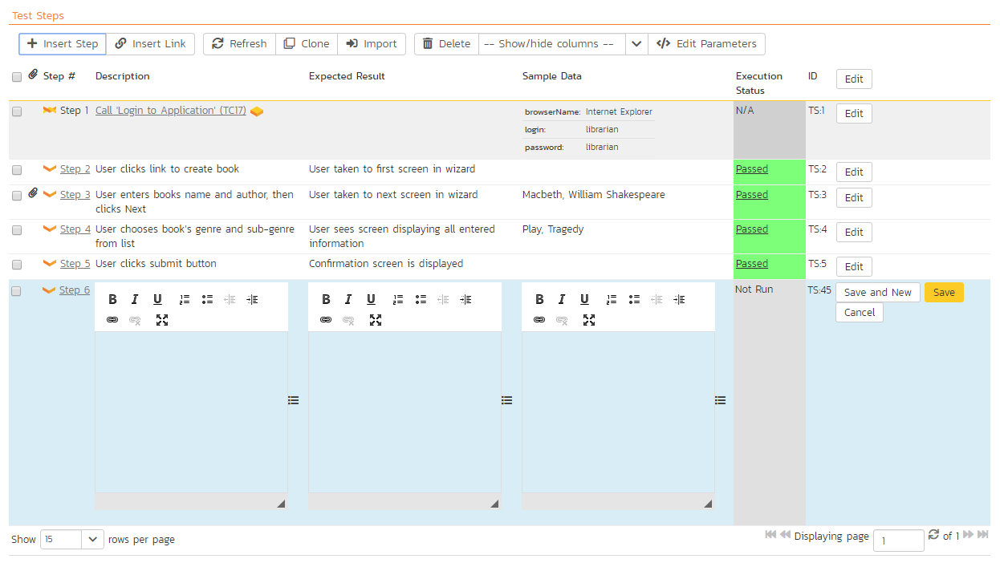 Test Steps
Insert Step Insert Link Refresh Clone Import Delete -- Show/hide columns -- Edit Parameters
Step # Description Expected Result Sample Data Execution Status ID Edit
Step 1 Call 'Login to Application' (TC17) browserName: Internet Explorer N/A TS:1 Edit
login: librarian
password: librarian
Step 2 User clicks link to create book User taken to first screen in wizard Passed TS:2 Edit
Step 3 User enters books name and author, then User taken to next screen in wizard Macbeth, William Shakespeare Passed TS:3 Edit
clicks Next
Step 4 User chooses book's genre and sub-genre User sees screen displaying all entered Play, Tragedy Passed TS:4 Edit
from list information
Step 5 User clicks submit button Confirmation screen is displayed Passed TS:5 Edit
Step 6 B I U B I U B I U Not Run TS:45 Save and New Save
Cancel
Show 15 rows per page Displaying page 1 of 1